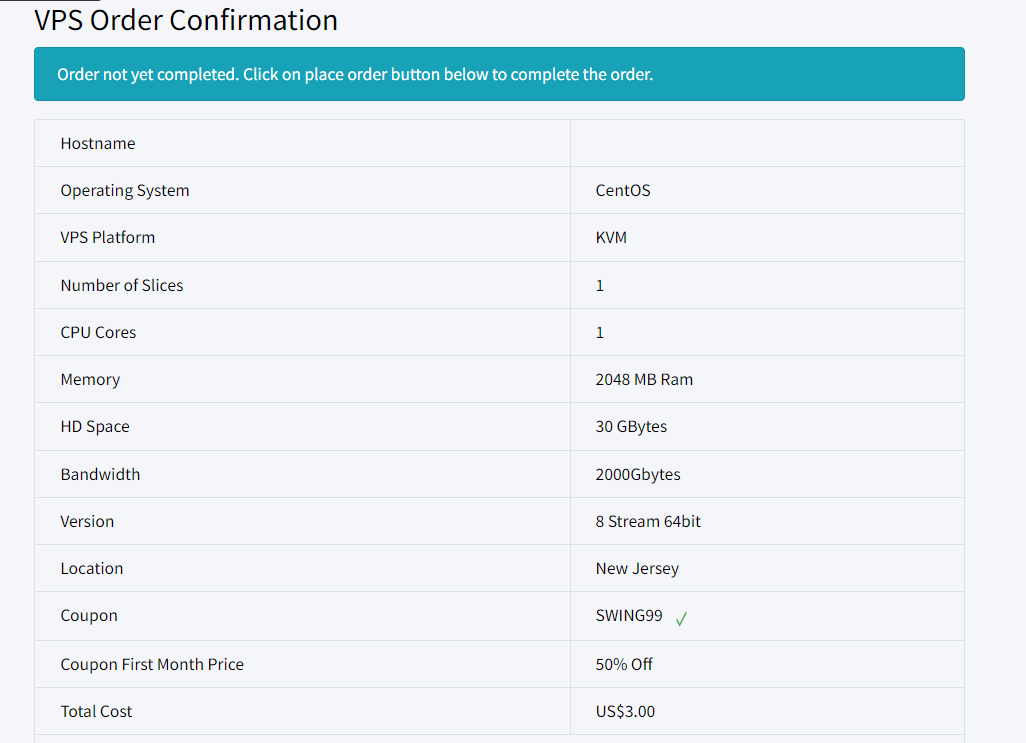 VPS Order Confirmation
Order not yet completed. Click on place order button below to complete the order.
Hostname
Operating System CentOS
VPS Platform KVM
Number of Slices 1
CPU Cores 1
Memory 2048 MB Ram
HD Space 30 GBytes
Bandwidth 2000Gbytes
Version 8 Stream 64bit
Location New Jersey
Coupon SWING99 ✓
Coupon First Month Price 50% Off
Total Cost US$3.00